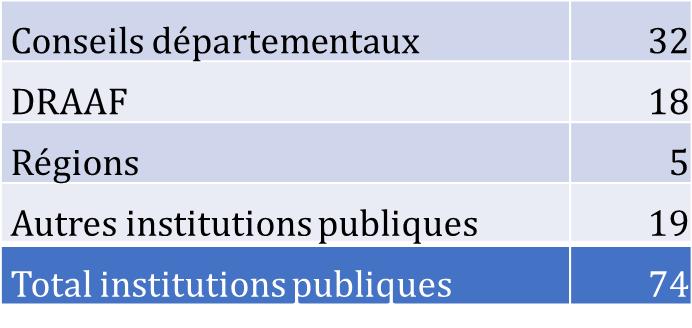 Conseils départementaux 32
DRAAF 18
Régions 5
Autres institutions publiques 19
Total institutions publiques 74